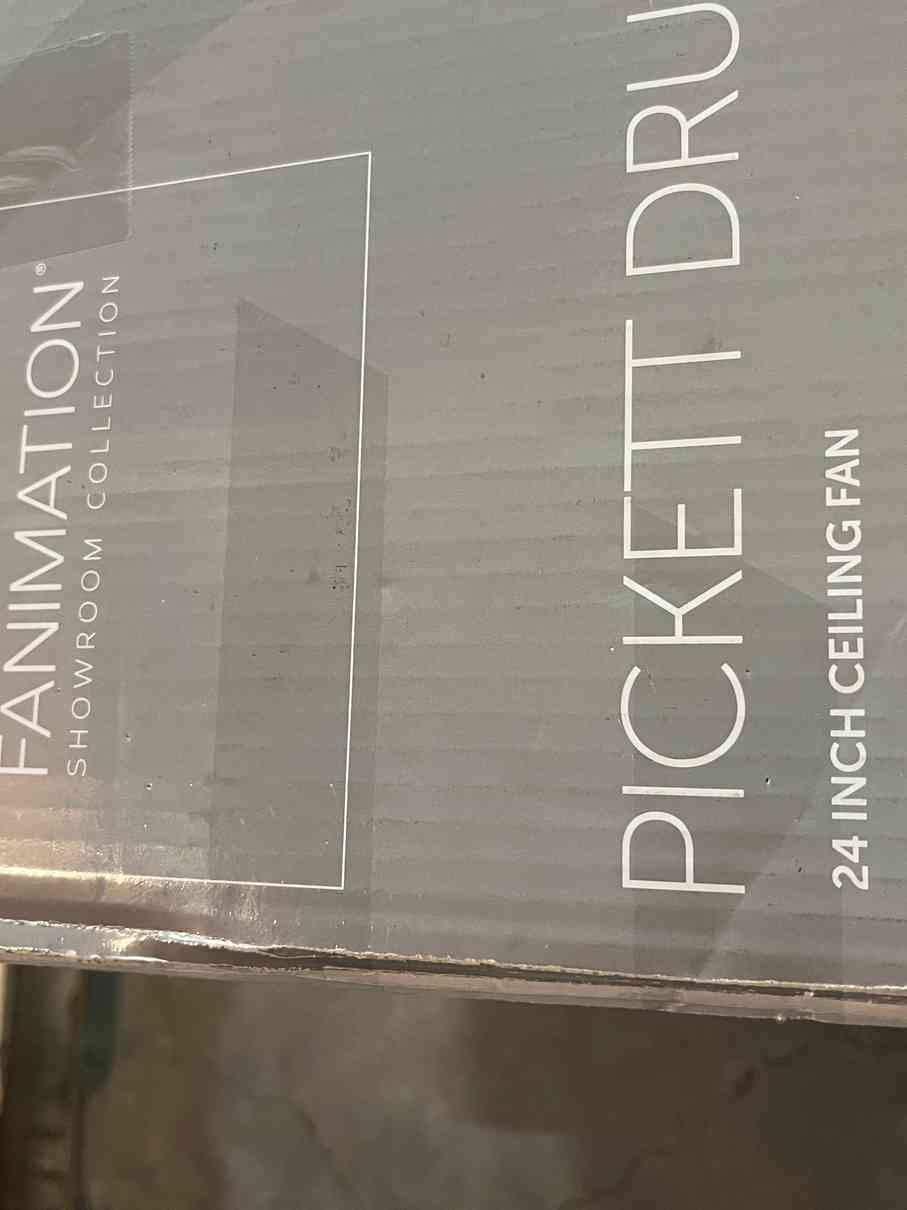 FANIMATION®
SHOWROOM COLLECTION
PICKETT DRU
24 INCH CEILING FAN